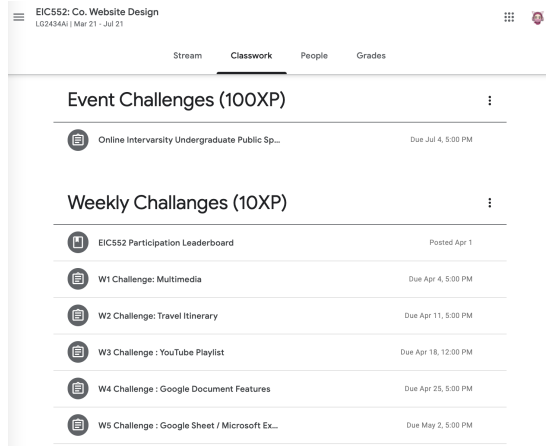 EIC552: Co. Website Design
LG2434Ai | Mar 21 - Jul 21
Stream Classwork People Grades
Event Challenges (100XP)
Online Intervarsity Undergraduate Public Sp... Due Jul 4, 5:00 PM
Weekly Challanges (10XP)
EIC552 Participation Leaderboard Posted Apr 1
W1 Challenge: Multimedia Due Apr 4, 5:00 PM
W2 Challenge: Travel Itinerary Due Apr 11, 5:00 PM
W3 Challenge : YouTube Playlist Due Apr 18, 12:00 PM
W4 Challenge : Google Document Features Due Apr 25, 5:00 PM
W5 Challenge : Google Sheet / Microsoft Ex... Due May 2, 5:00 PM